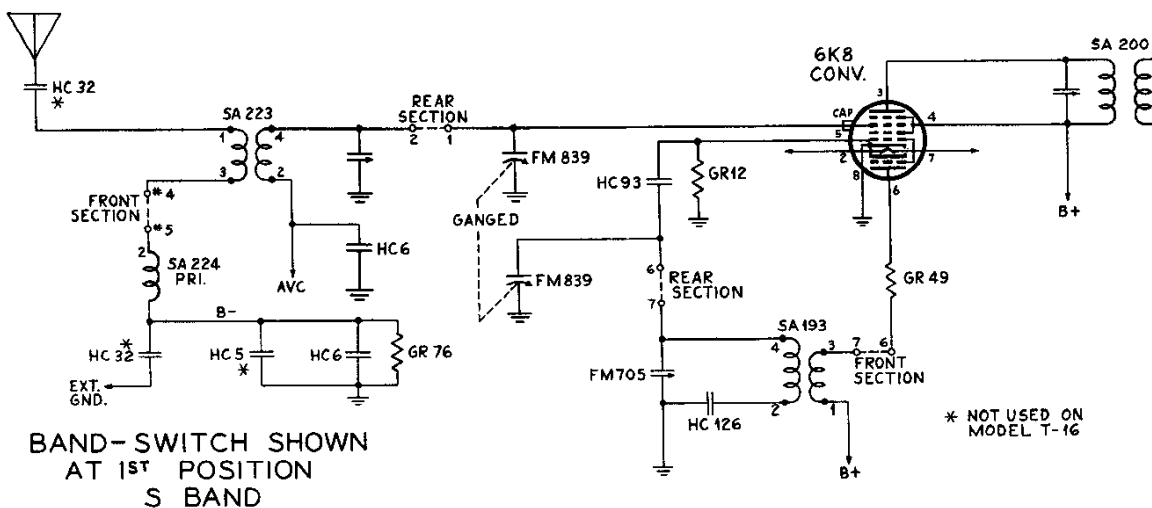 HC 32
*
SA 223
1
4
3
2
REAR
SECTION
2
1
6K8
CONV.
SA 200
3
CAP
5
4
2
7
8
6
FM 839
HC93
GR12
GANGED
FM839
B+
FRONT
SECTION
#4
#5
2
SA 224
PRI.
HC6
AVC
B-
*
HC 32
HC 5
*
HC6
GR 76
EXT.
GND.
6
7
REAR
SECTION
GR 49
SA 193
4
3
2
1
7
6
FRONT
SECTION
FM705
HC 126
B+
* NOT USED ON
MODEL T-16
BAND-SWITCH SHOWN
AT 1ST POSITION
S BAND